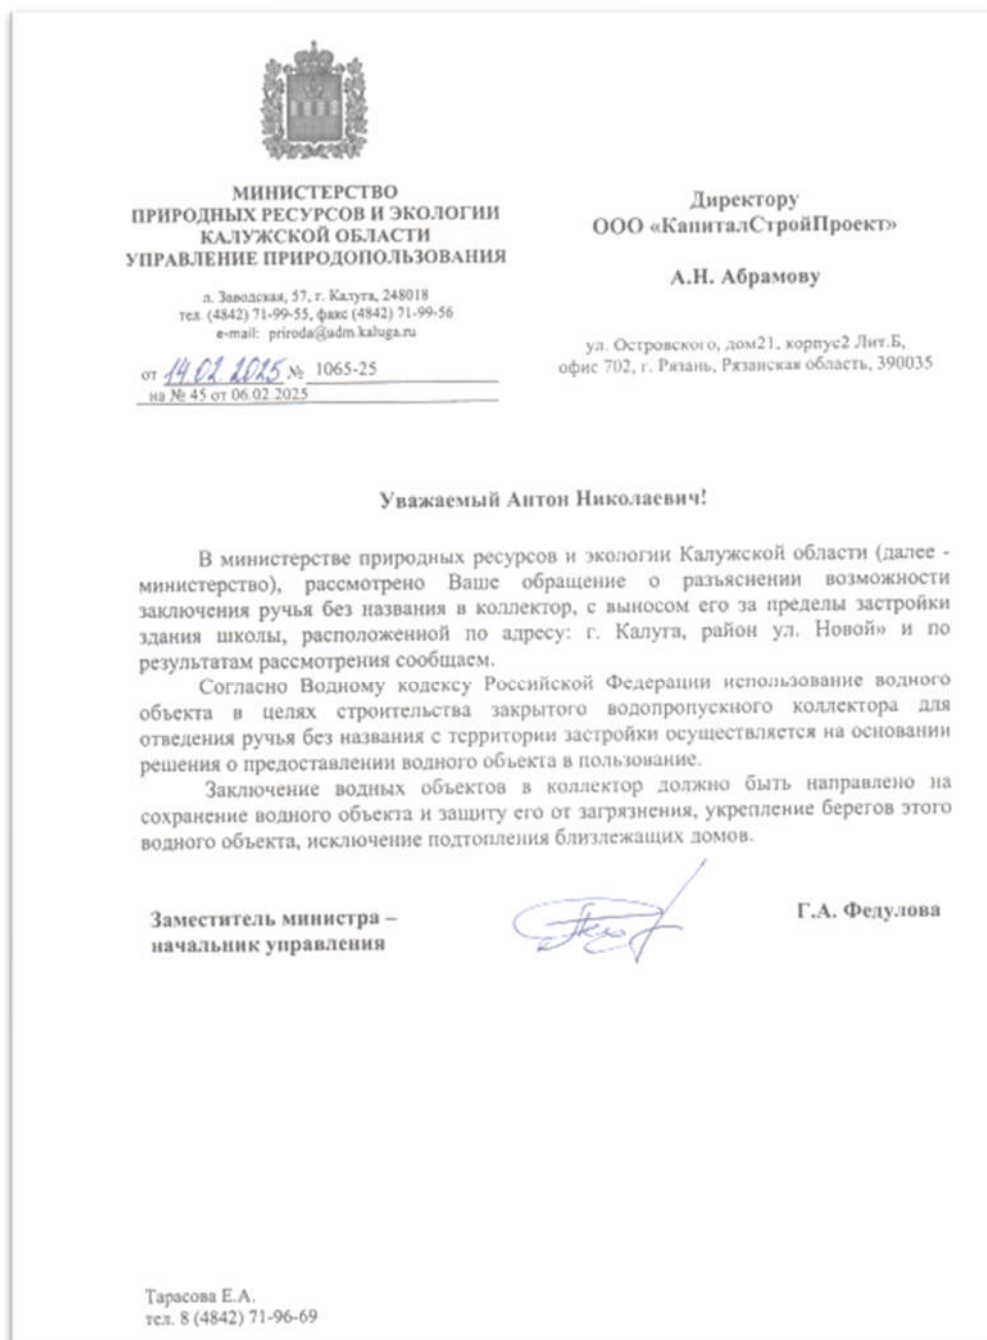 МИНИСТЕРСТВО
ПРИРОДНЫХ РЕСУРСОВ И ЭКОЛОГИИ
КАЛУЖСКОЙ ОБЛАСТИ
УПРАВЛЕНИЕ ПРИРОДОПОЛЬЗОВАНИЯ
л. Заводская, 57, г. Калуга, 248018
тел. (4842) 71-99-55, факс (4842) 71-99-56
e-mail: priroda@adm.kaluga.ru
от 14.02.2025 № 1065-25
на № 45 от 06.02.2025
Директору
ООО «КапиталСтройПроект»
А.Н. Абрамову
ул. Островского, дом21, корпус2 Лит.Б,
офис 702, г. Рязань, Рязанская область, 390035
Уважаемый Антон Николаевич!
В министерстве природных ресурсов и экологии Калужской области (далее -
министерство), рассмотрено Ваше обращение о разъяснении возможности
заключения ручья без названия в коллектор, с выносом его за пределы застройки
здания школы, расположенной по адресу: г. Калуга, район ул. Новой» и по
результатам рассмотрения сообщаем.
Согласно Водному кодексу Российской Федерации использование водного
объекта в целях строительства закрытого водопропускного коллектора для
отведения ручья без названия с территории застройки осуществляется на основании
решения о предоставлении водного объекта в пользование.
Заключение водных объектов в коллектор должно быть направлено на
сохранение водного объекта и защиту его от загрязнения, укрепление берегов этого
водного объекта, исключение подтопления близлежащих домов.
Заместитель министра –
начальник управления
Г.А. Федулова
Тарасова Е.А.
тел. 8 (4842) 71-96-69